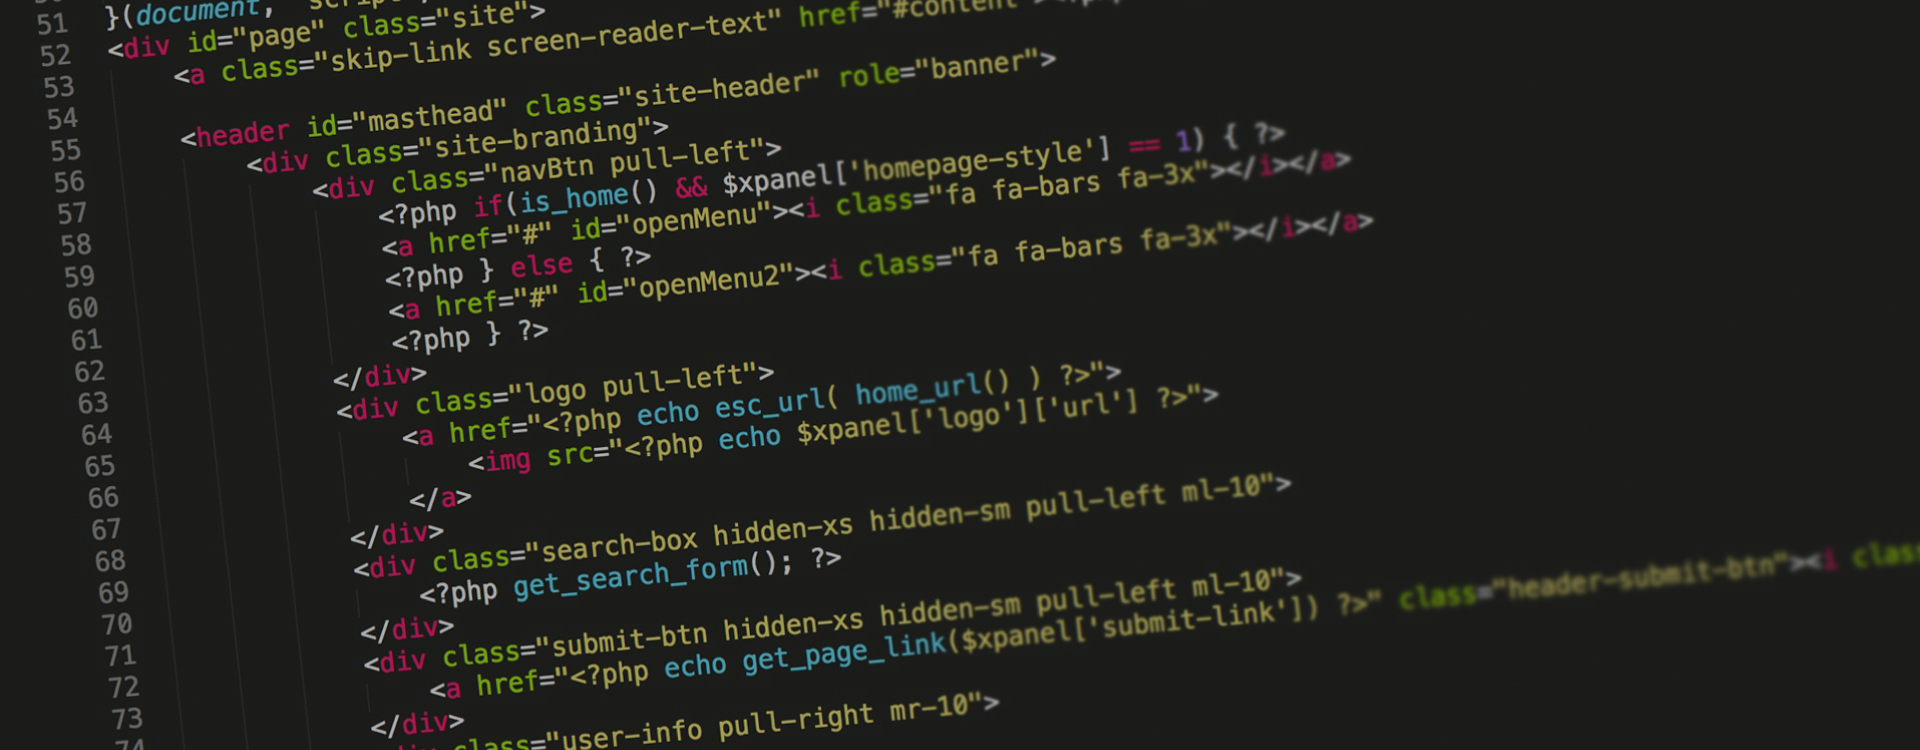 51 }(document, 'script',
52 <div id="page" class="site">
53 <a class="skip-link screen-reader-text" href="#content"><?php
54
55 <header id="masthead" class="site-header" role="banner">
56 <div class="site-branding">
57 <div class="navBtn pull-left">
58 <?php if(is_home() && $xpanel['homepage-style'] == 1) { ?>
59 <a href="#" id="openMenu"><i class="fa fa-bars fa-3x"></i></a>
60 <?php } else { ?>
61 <a href="#" id="openMenu2"><i class="fa fa-bars fa-3x"></i></a>
62 <?php } ?>
63 </div>
64 <div class="logo pull-left">
65 <a href="<?php echo esc_url( home_url() ) ?>">
66 <img src="<?php echo $xpanel['logo']['url'] ?>">
67 </a>
68 </div>
69 <div class="search-box hidden-xs hidden-sm pull-left ml-10">
70 <?php get_search_form(); ?>
71 </div>
72 <div class="submit-btn hidden-xs hidden-sm pull-left ml-10">
73 <a href="<?php echo get_page_link($xpanel['submit-link']) ?>" class="header-submit-btn"><i class
74 </div>
class="user-info pull-right mr-10">